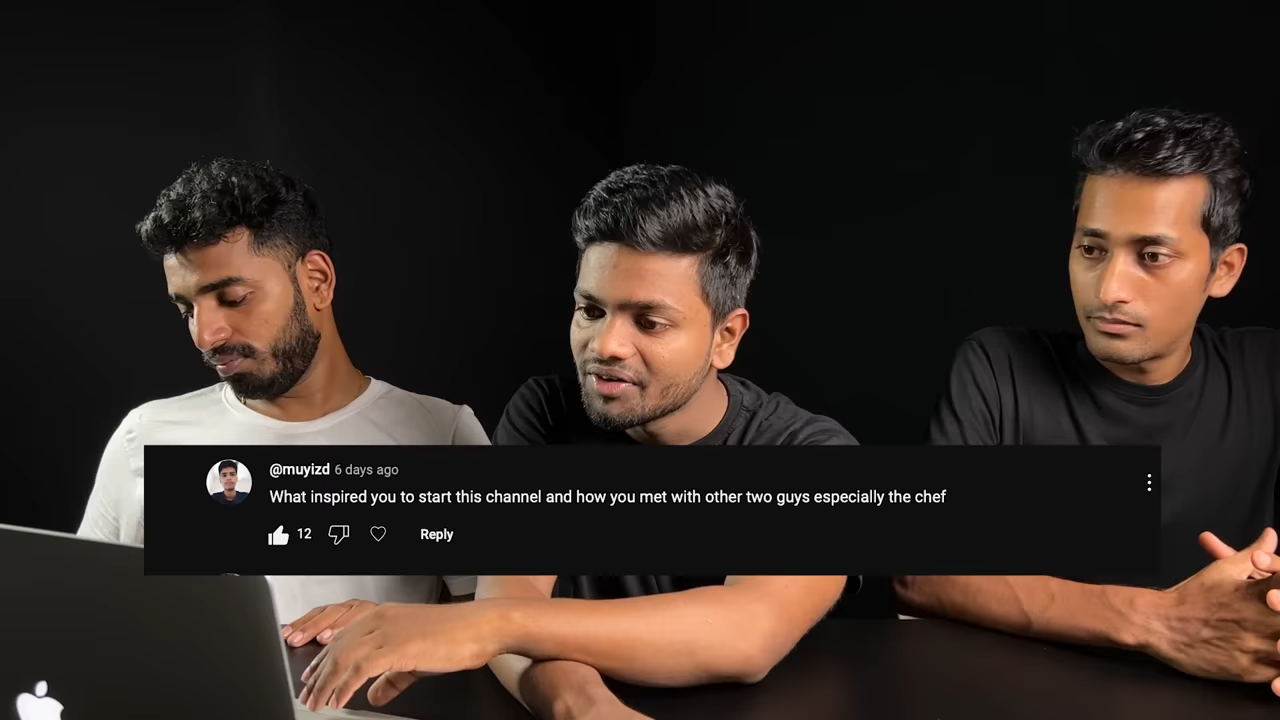 @muyizd 6 days ago
What inspired you to start this channel and how you met with other two guys especially the chef
12 Reply